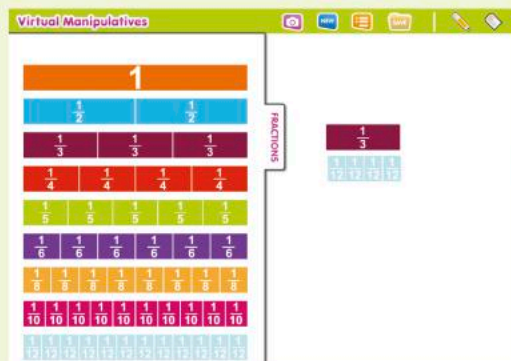 Virtual Manipulatives
NEW
SAVE
1
1/2 1/2
1/3 1/3 1/3
1/4 1/4 1/4 1/4
1/5 1/5 1/5 1/5 1/5
1/6 1/6 1/6 1/6 1/6 1/6
1/8 1/8 1/8 1/8 1/8 1/8 1/8 1/8
1/10 1/10 1/10 1/10 1/10 1/10 1/10 1/10 1/10 1/10
1/12 1/12 1/12 1/12 1/12 1/12 1/12 1/12 1/12 1/12 1/12 1/12
FRACTIONS
1/3
1/12 1/12 1/12 1/12